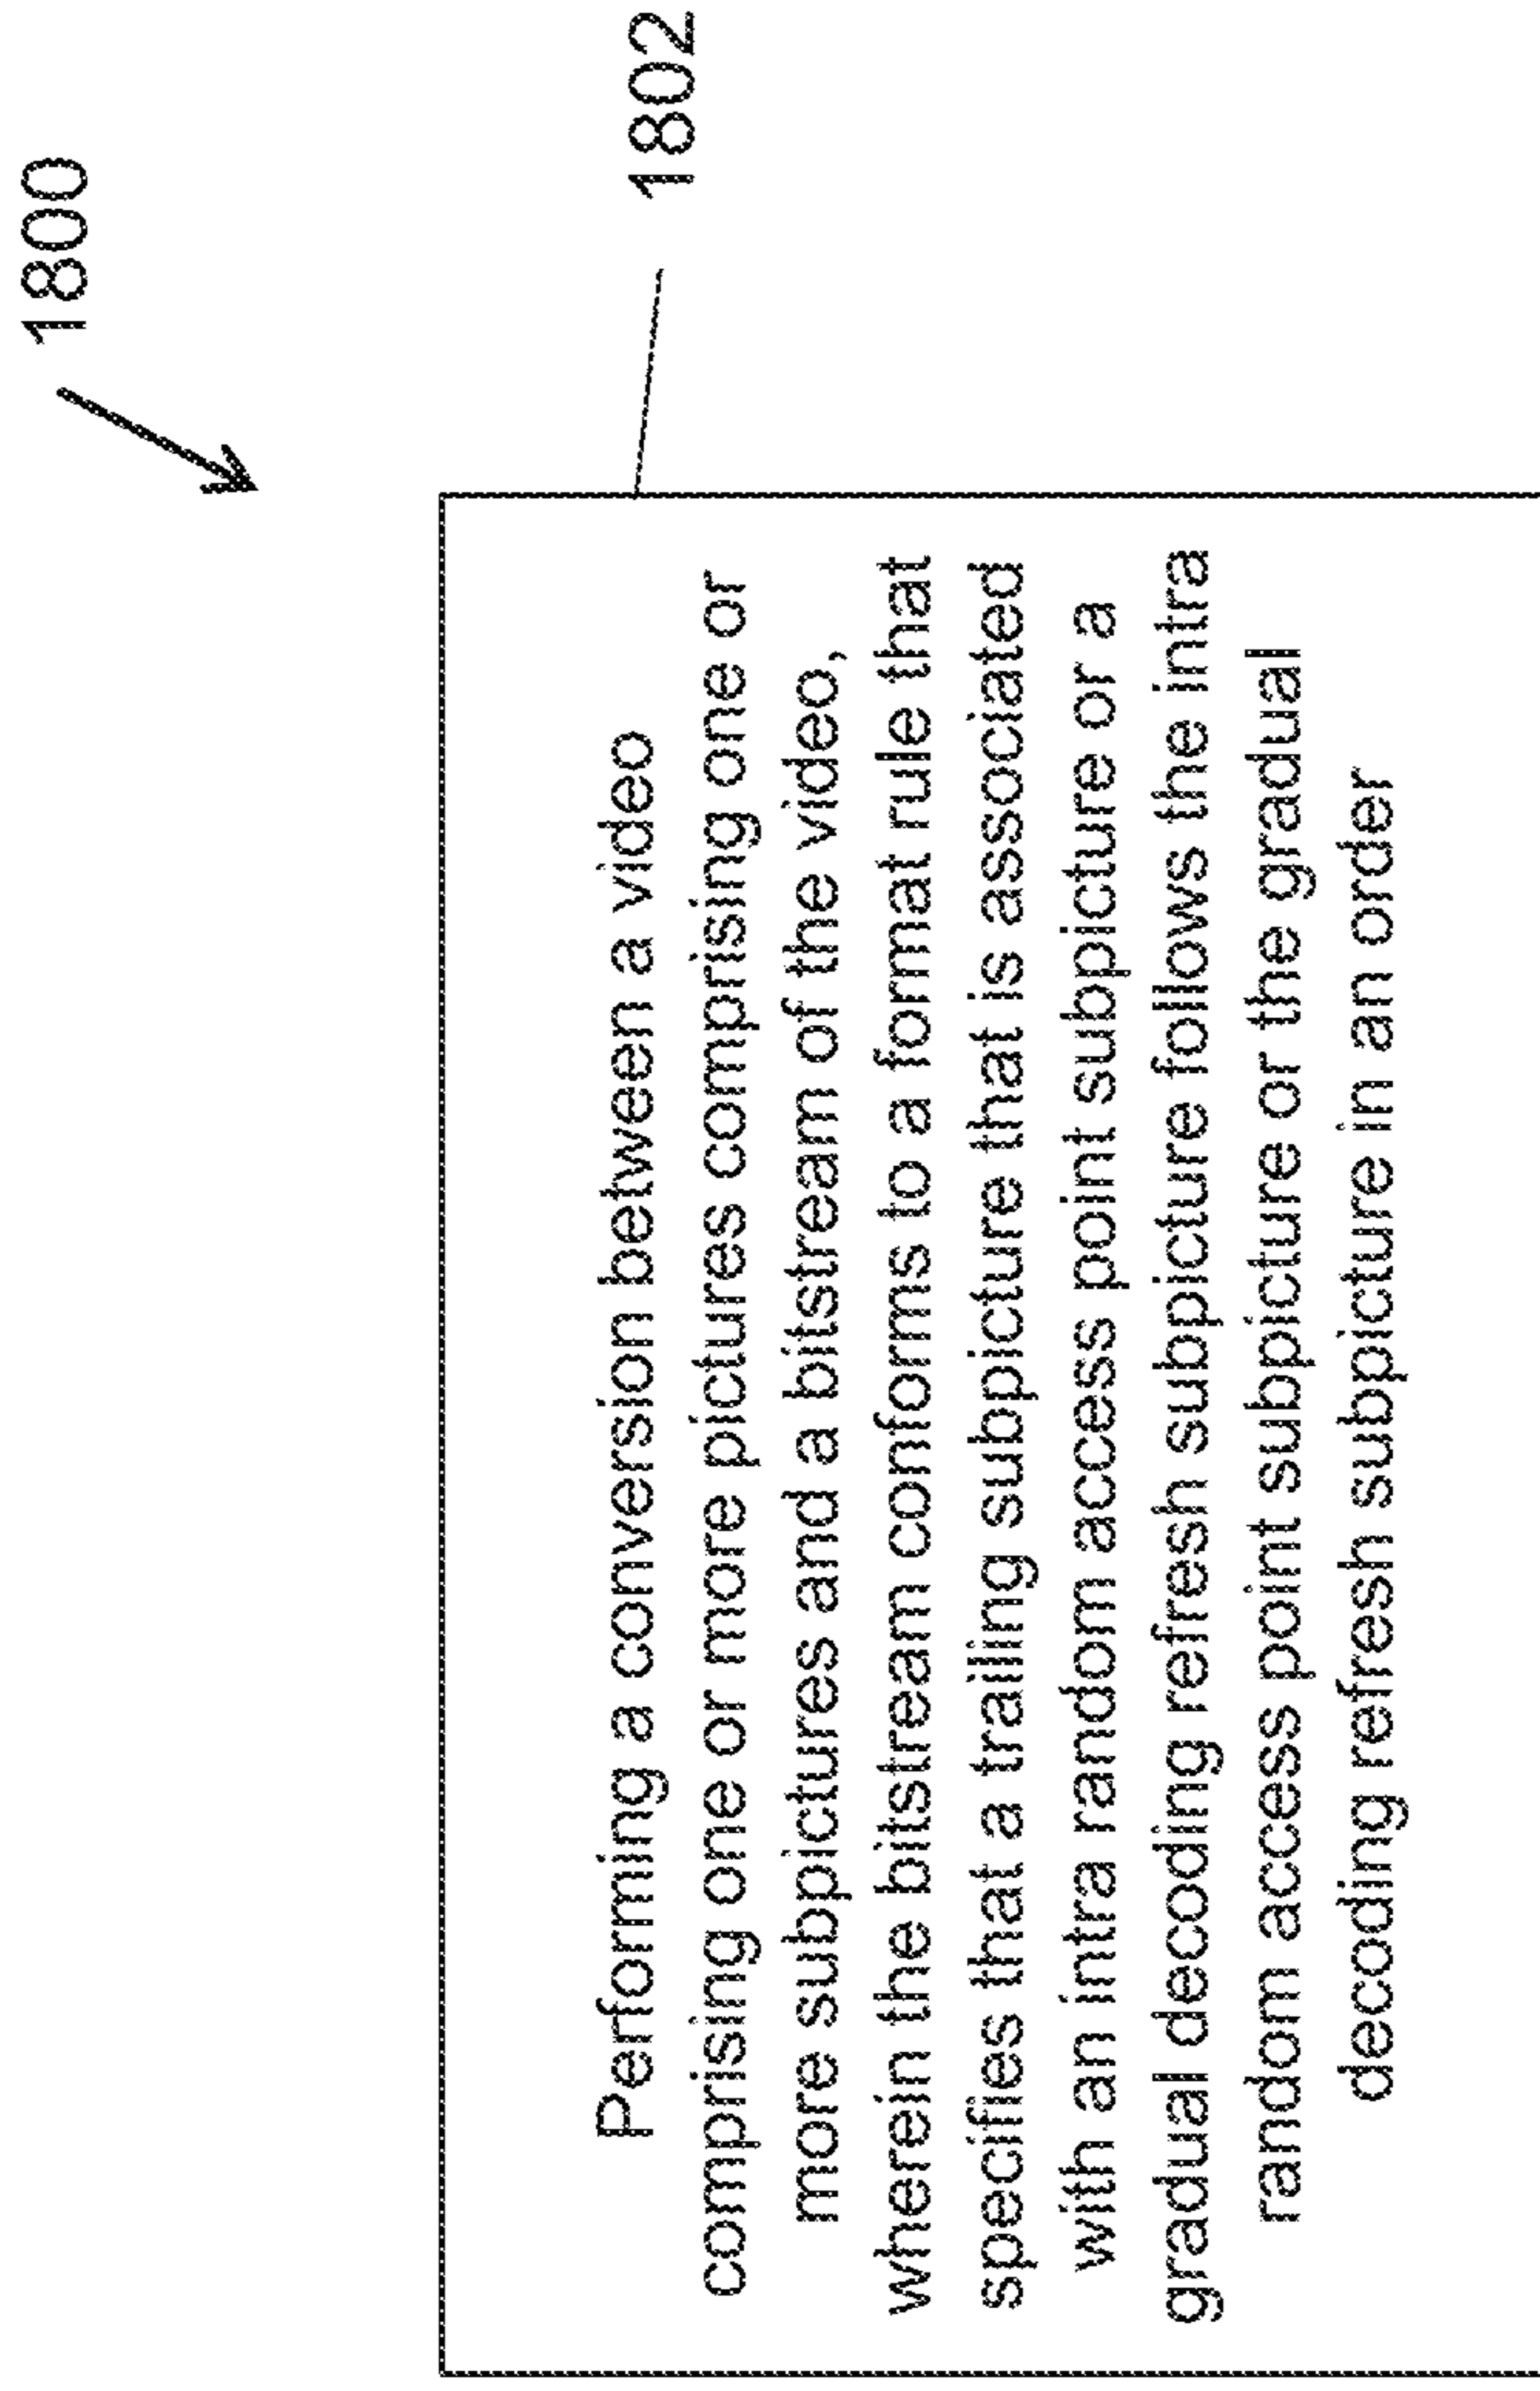 1800
1802
Performing a conversion between a video
comprising one or more pictures comprising one or
more subpictures and a bitstream of the video,
wherein the bitstream conforms to a format rule that
specifies that a trailing subpicture that is associated
with an intra random access point subpicture or a
gradual decoding refresh subpicture follows the intra
random access point subpicture or the gradual
decoding refresh subpicture in an order